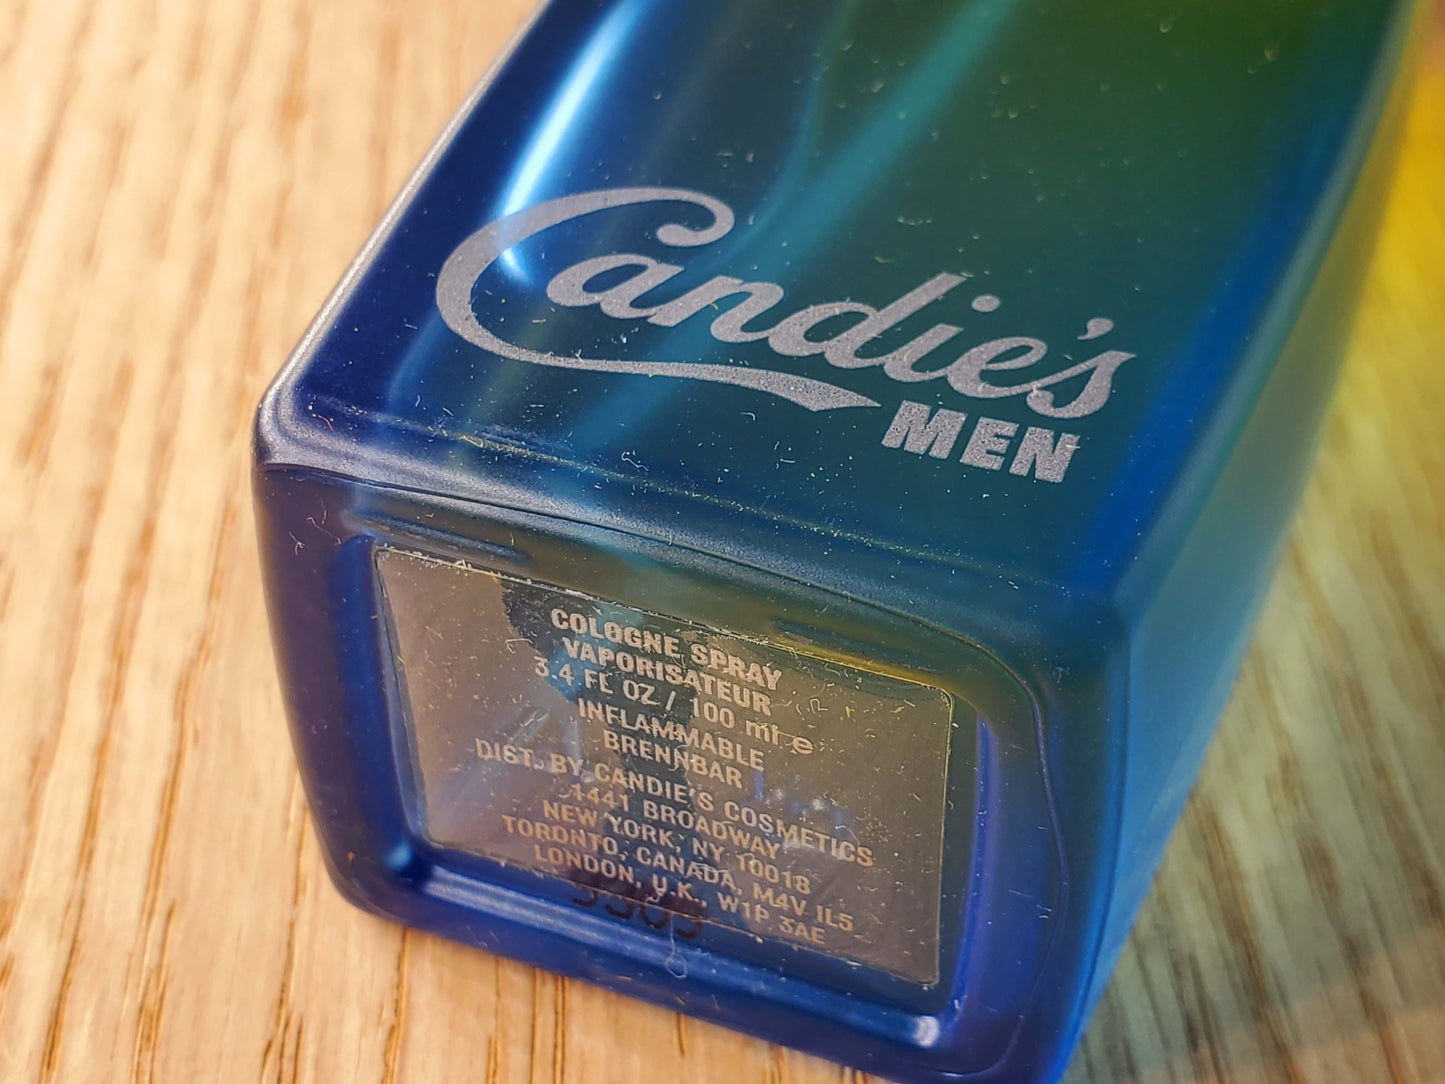 Candie's
MEN
COLOGNE SPRAY
VAPORISATEUR
3.4 FL OZ / 100 ml e
INFLAMMABLE
BRENNBAR
DIST. BY CANDIE'S COSMETICS
1441 BROADWAY
NEW YORK, NY 10018
TORONTO, CANADA, M4V 1L5
LONDON, U.K., W1P 3AE